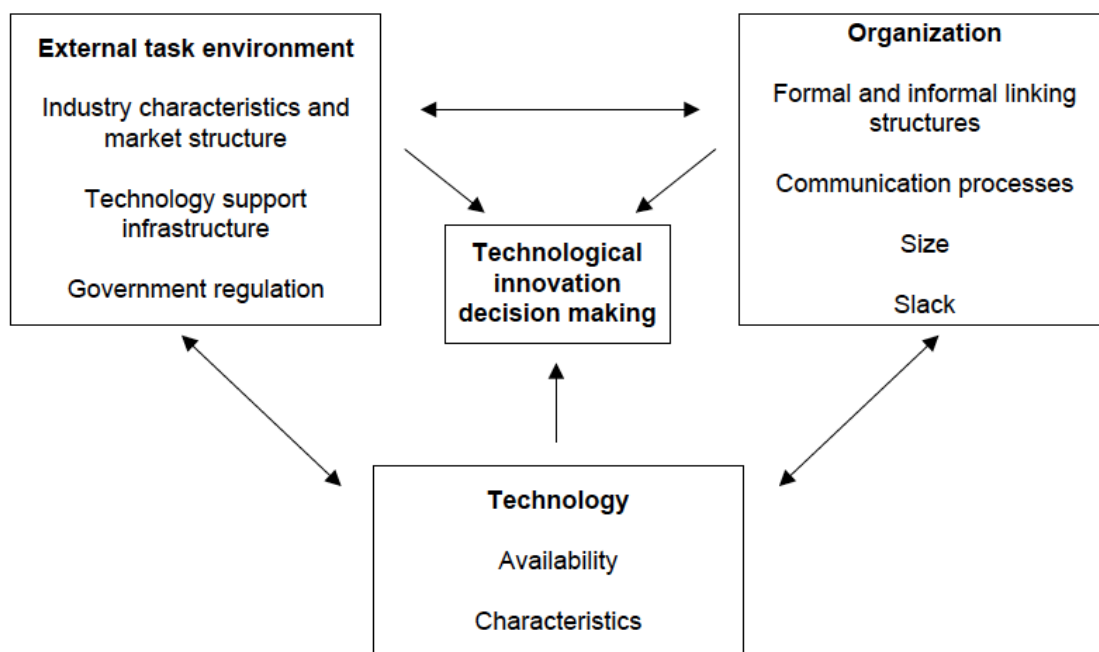 External task environment
Industry characteristics and
market structure
Technology support
infrastructure
Government regulation
Organization
Formal and informal linking
structures
Communication processes
Size
Slack
Technological
innovation
decision making
Technology
Availability
Characteristics